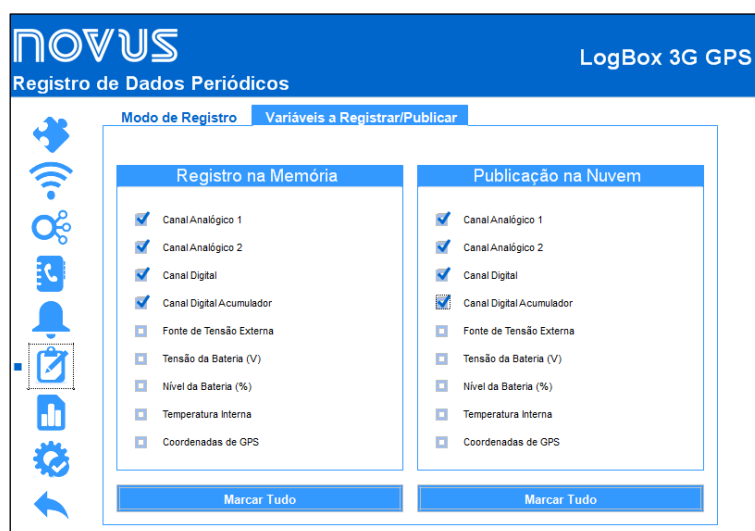 NOVUS
LogBox 3G GPS
Registro de Dados Periódicos
Modo de Registro
Variáveis a Registrar/Publicar
Registro na Memória
Canal Analógico 1
Canal Analógico 2
Canal Digital
Canal Digital Acumulador
Fonte de Tensão Externa
Tensão da Bateria (V)
Nível da Bateria (%)
Temperatura Interna
Coordenadas de GPS
Marcar Tudo
Publicação na Nuvem
Canal Analógico 1
Canal Analógico 2
Canal Digital
Canal Digital Acumulador
Fonte de Tensão Externa
Tensão da Bateria (V)
Nível da Bateria (%)
Temperatura Interna
Coordenadas de GPS
Marcar Tudo